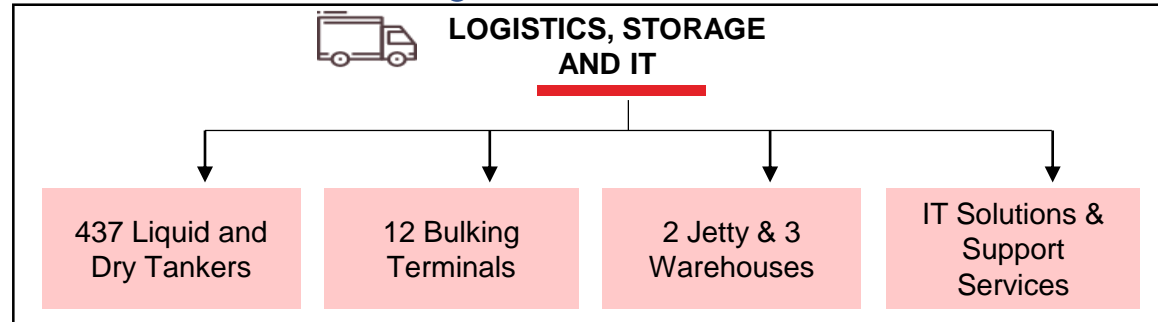 LOGISTICS, STORAGE
AND IT
437 Liquid and
Dry Tankers
12 Bulking
Terminals
2 Jetty & 3
Warehouses
IT Solutions &
Support
Services